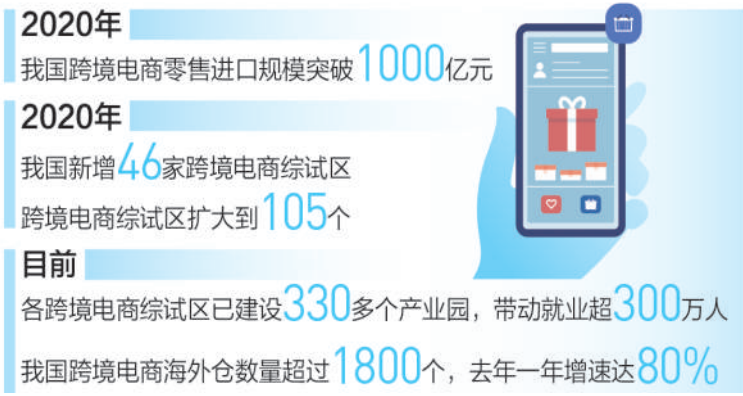 2020年
我国跨境电商零售进口规模突破1000亿元
2020年
我国新增46家跨境电商综试区
跨境电商综试区扩大到105个
目前
各跨境电商综试区已建设330多个产业园，带动就业超300万人
我国跨境电商海外仓数量超过1800个，去年一年增速达80%